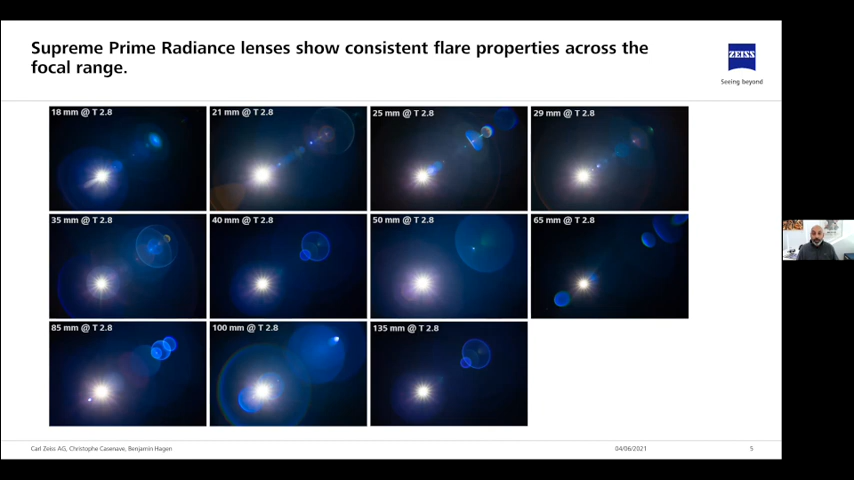 Supreme Prime Radiance lenses show consistent flare properties across the
focal range.
ZEISS
Seeing beyond
18 mm @ T 2.8
21 mm @ T 2.8
25 mm @ T 2.8
29 mm @ T 2.8
35 mm @ T 2.8
40 mm @ T 2.8
50 mm @ T 2.8
65 mm @ T 2.8
85 mm @ T 2.8
100 mm @ T 2.8
135 mm @ T 2.8
Carl Zeiss AG, Christophe Casenave, Benjamin Hagen
04/06/2021
5